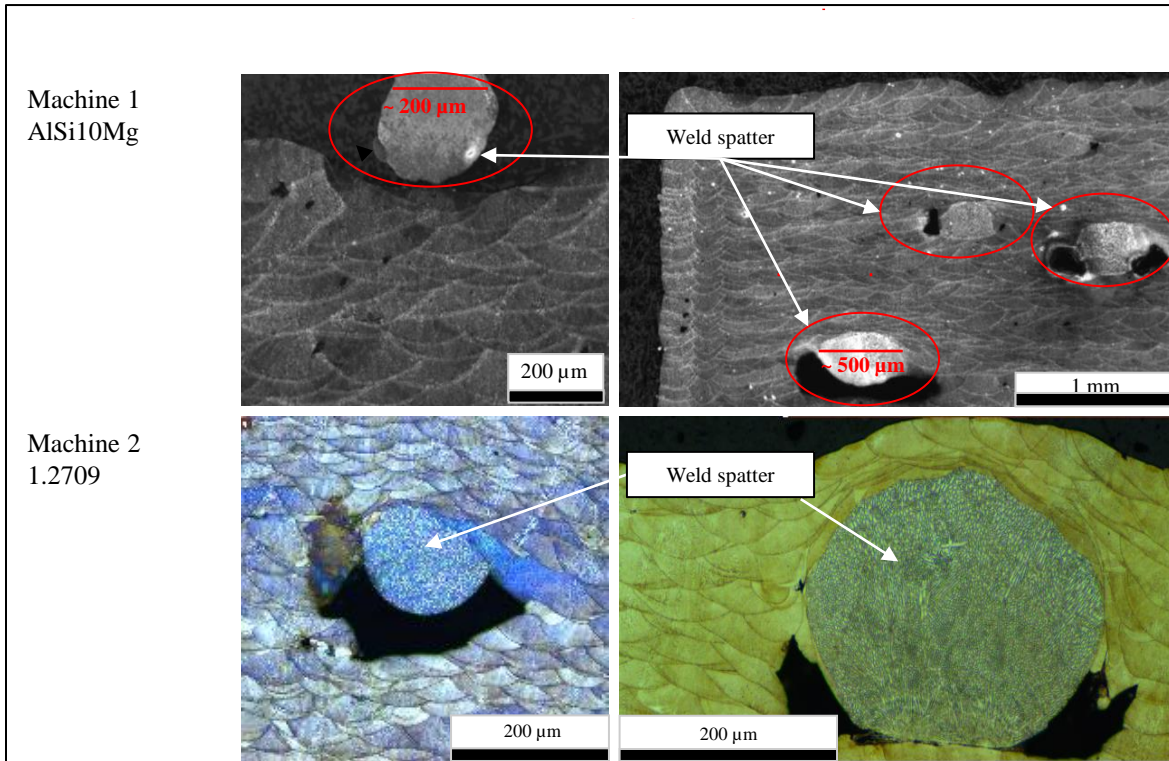 Machine 1
AlSi10Mg
~ 200 µm
Weld spatter
~ 500 µm
200 µm
1 mm
Machine 2
1.2709
Weld spatter
200 µm
200 µm